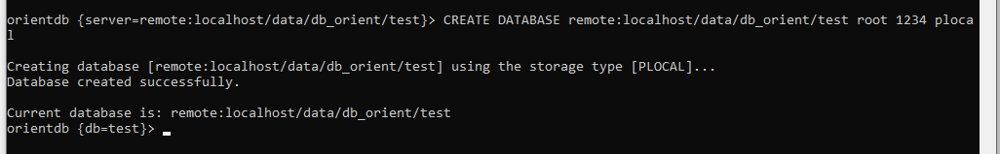 orientdb {server=remote:localhost/data/db_orient/test}> CREATE DATABASE remote:localhost/data/db_orient/test root 1234 ploca
l
Creating database [remote:localhost/data/db_orient/test] using the storage type [PLOCAL]...
Database created successfully.
Current database is: remote:localhost/data/db_orient/test
orientdb {db=test}>